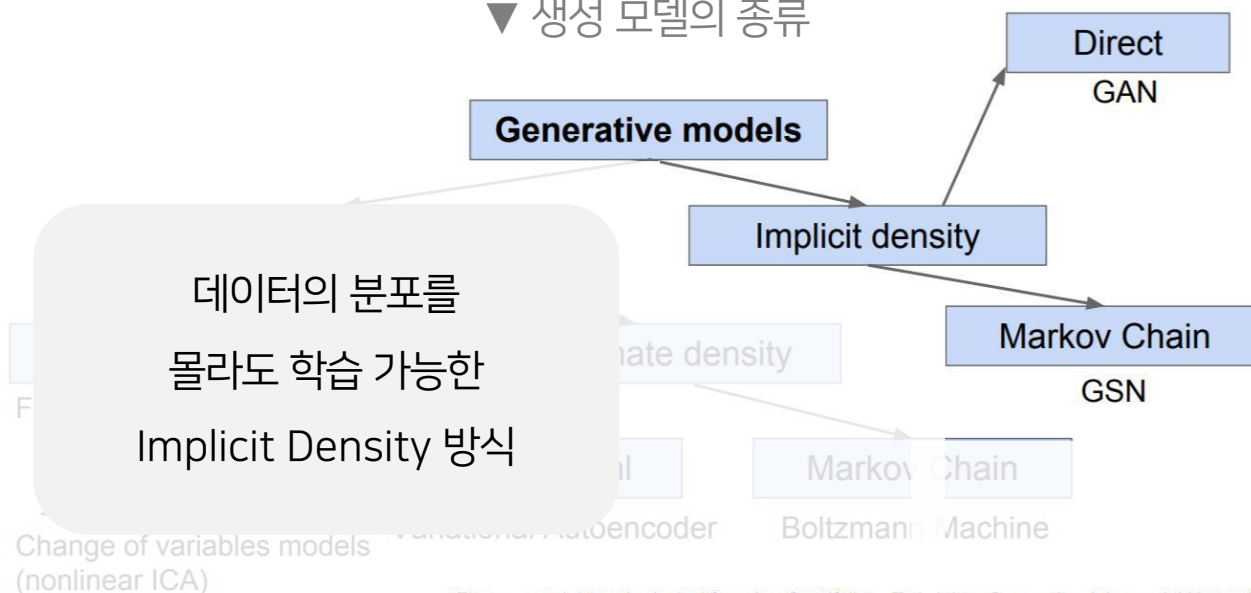 ▼ 생성 모델의 종류
Direct
GAN
Generative models
Implicit density
데이터의 분포를
몰라도 학습 가능한
Implicit Density 방식
density
Markov Chain
GSN
Markov Chain
Autoencoder
Boltzmann Machine
Change of variables models
(nonlinear ICA)